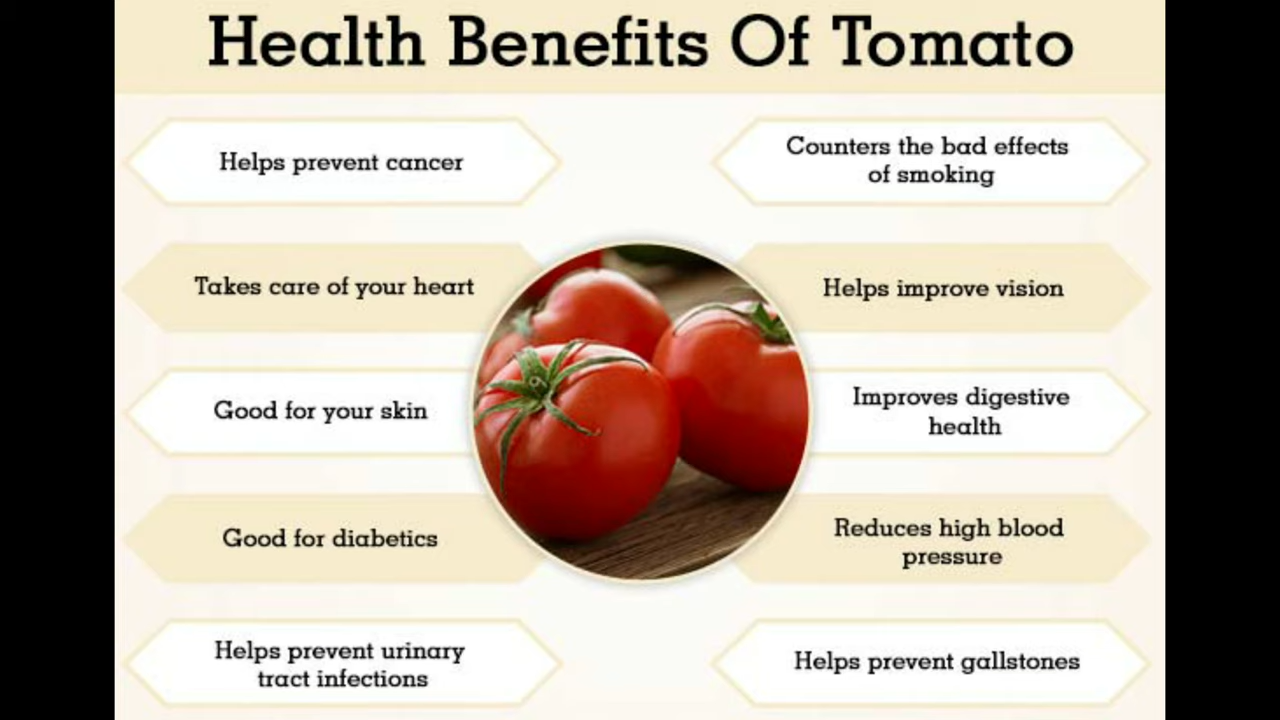 Health Benefits Of Tomato
Helps prevent cancer
Counters the bad effects
of smoking
Takes care of your heart
Helps improve vision
Good for your skin
Improves digestive
health
Good for diabetics
Reduces high blood
pressure
Helps prevent urinary
tract infections
Helps prevent gallstones